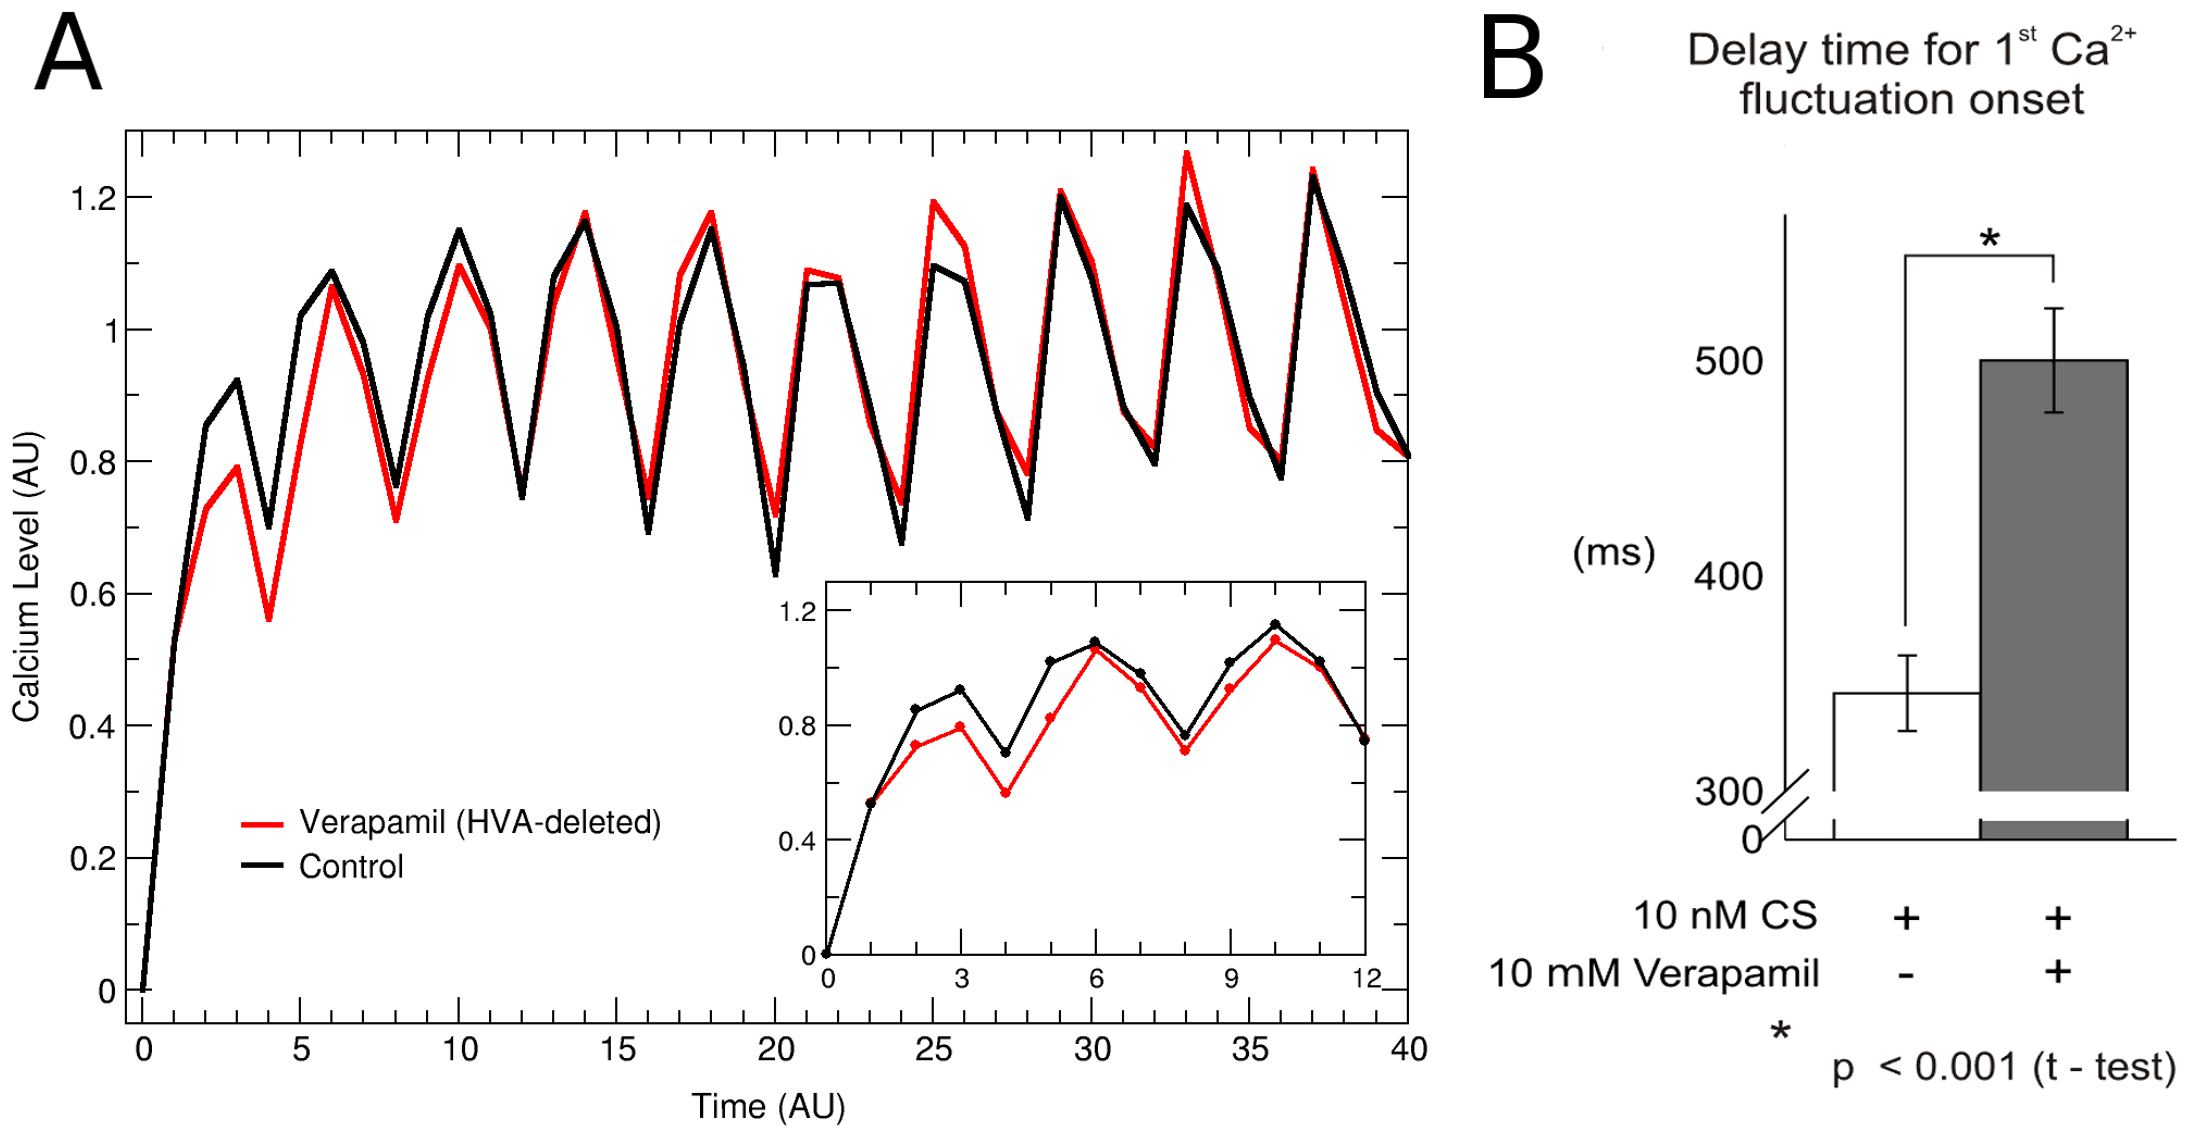 A
Calcium Level (AU)
1.2
1
0.8
0.6
0.4
0.2
0
Verapamil (HVA-deleted)
Control
1.2
0.8
0.4
0
0 3 6 9 12
0 5 10 15 20 25 30 35 40
Time (AU)
B
Delay time for 1st Ca2+
fluctuation onset
*
500
(ms)
400
300
0
10 nM CS + +
10 mM Verapamil - +
*
p < 0.001 (t - test)